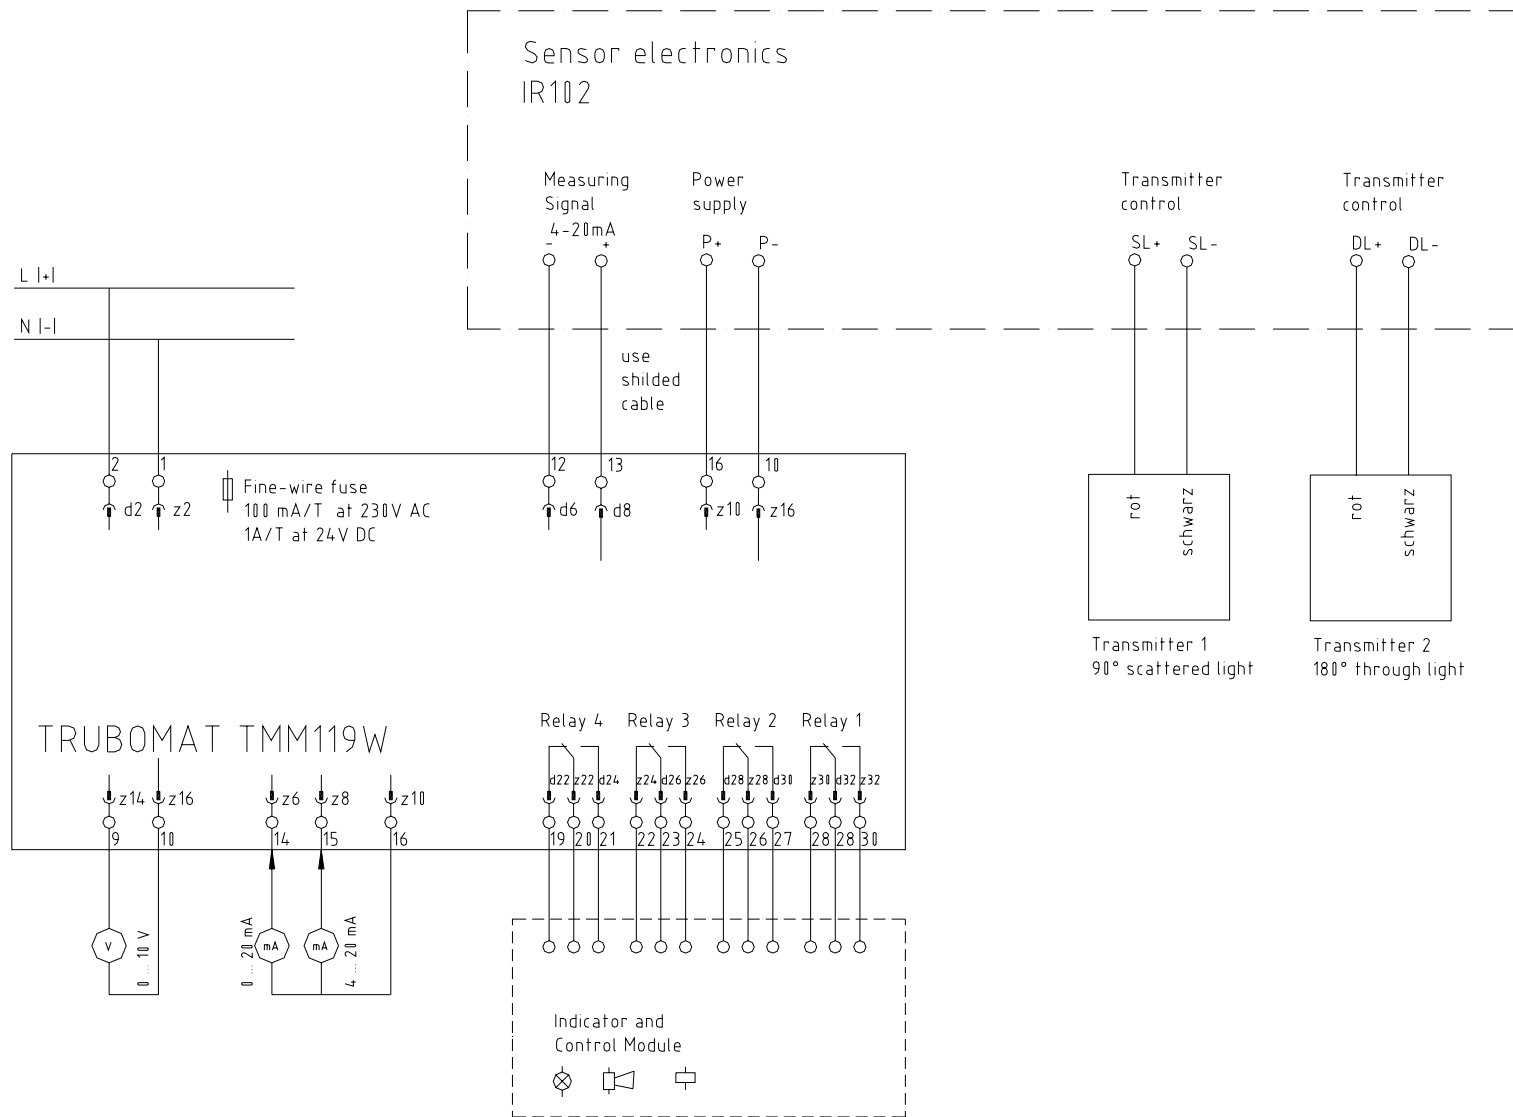 Sensor electronics
IR102
Measuring
Signal
4-20mA
- +
Power
supply
P+ P-
Transmitter
control
SL+ SL-
Transmitter
control
DL+ DL-
L |+|
N |-|
use
shilded
cable
2 1
d2 z2
Fine-wire fuse
100 mA/T at 230V AC
1A/T at 24V DC
12 13 16 10
d6 d8 z10 z16
rot schwarz
rot schwarz
Transmitter 1
90° scattered light
Transmitter 2
180° through light
TRUBOMAT TMM119W
Relay 4 Relay 3 Relay 2 Relay 1
d22 z22 d24 z24 d26 z26 d28 z28 d30 z30 d32 z32
z14 z16 z6 z8 z10
9 10 14 15 16
19 20 21 22 23 24 25 26 27 28 28 30
V
0 ... 10 V
0 ... 20 mA
mA
mA
4 ... 20 mA
Indicator and
Control Module